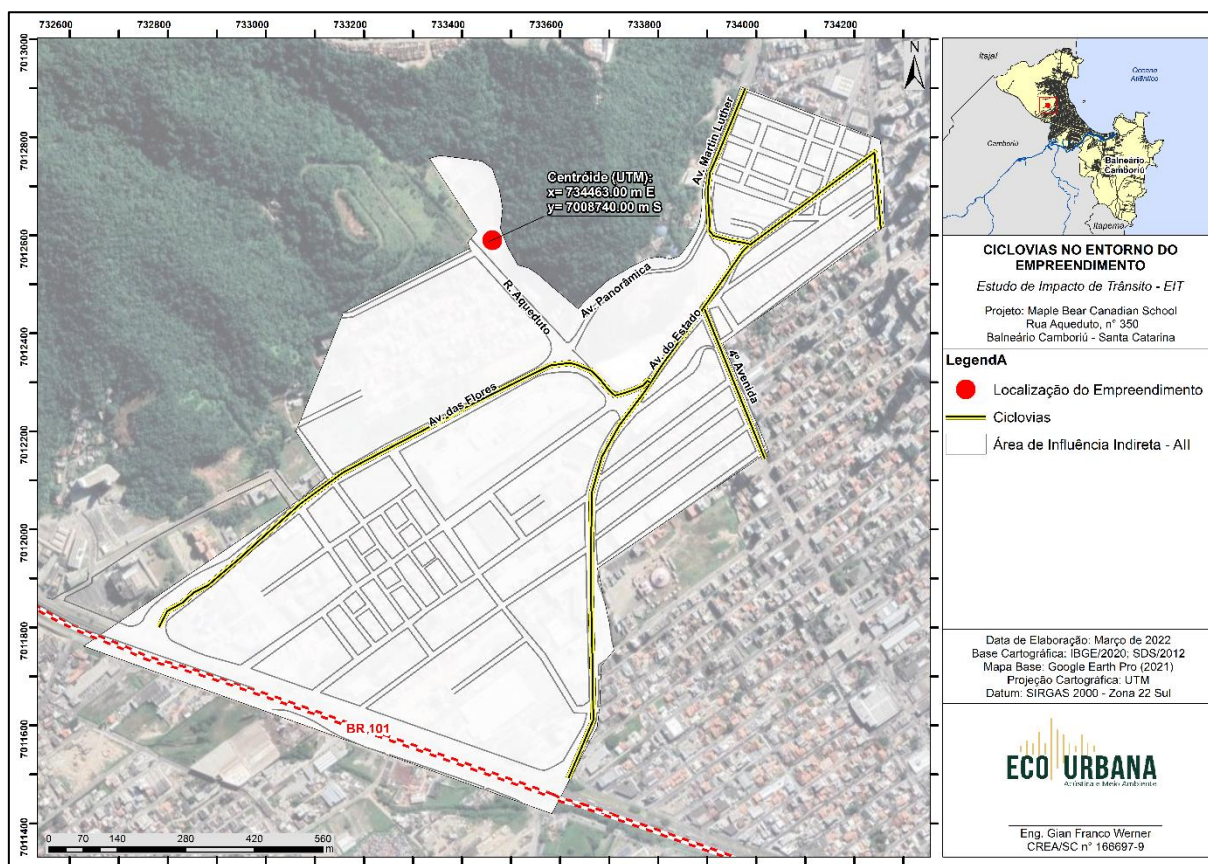 732600
732800
733000
733200
733400
733600
733800
734000
734200
7013000
7012800
7012600
7012400
7012200
7012000
7011800
7011600
7011400
N
Av. Martin Luther
Centróide (UTM):
x= 734463.00 m E
y= 7008740.00 m S
R. Aqueduto
Av. Panorâmica
Av. do Estado
4º Avenida
Av. das Flores
BR 101
0 70 140 280 420 560
m
Itajaí
Oceano
Atlântico
Camboriú
Balneário
Camboriú
Itapema
CICLOVIAS NO ENTORNO DO
EMPREENDIMENTO
Estudo de Impacto de Trânsito - EIT
Projeto: Maple Bear Canadian School
Rua Aqueduto, n° 350
Balneário Camboriú - Santa Catarina
LegendA
Localização do Empreendimento
Ciclovias
Área de Influência Indireta - AII
Data de Elaboração: Março de 2022
Base Cartográfica: IBGE/2020; SDS/2012
Mapa Base: Google Earth Pro (2021)
Projeção Cartográfica: UTM
Datum: SIRGAS 2000 - Zona 22 Sul
ECO URBANA
Acústica e Meio Ambiente
Eng. Gian Franco Werner
CREA/SC n° 166697-9